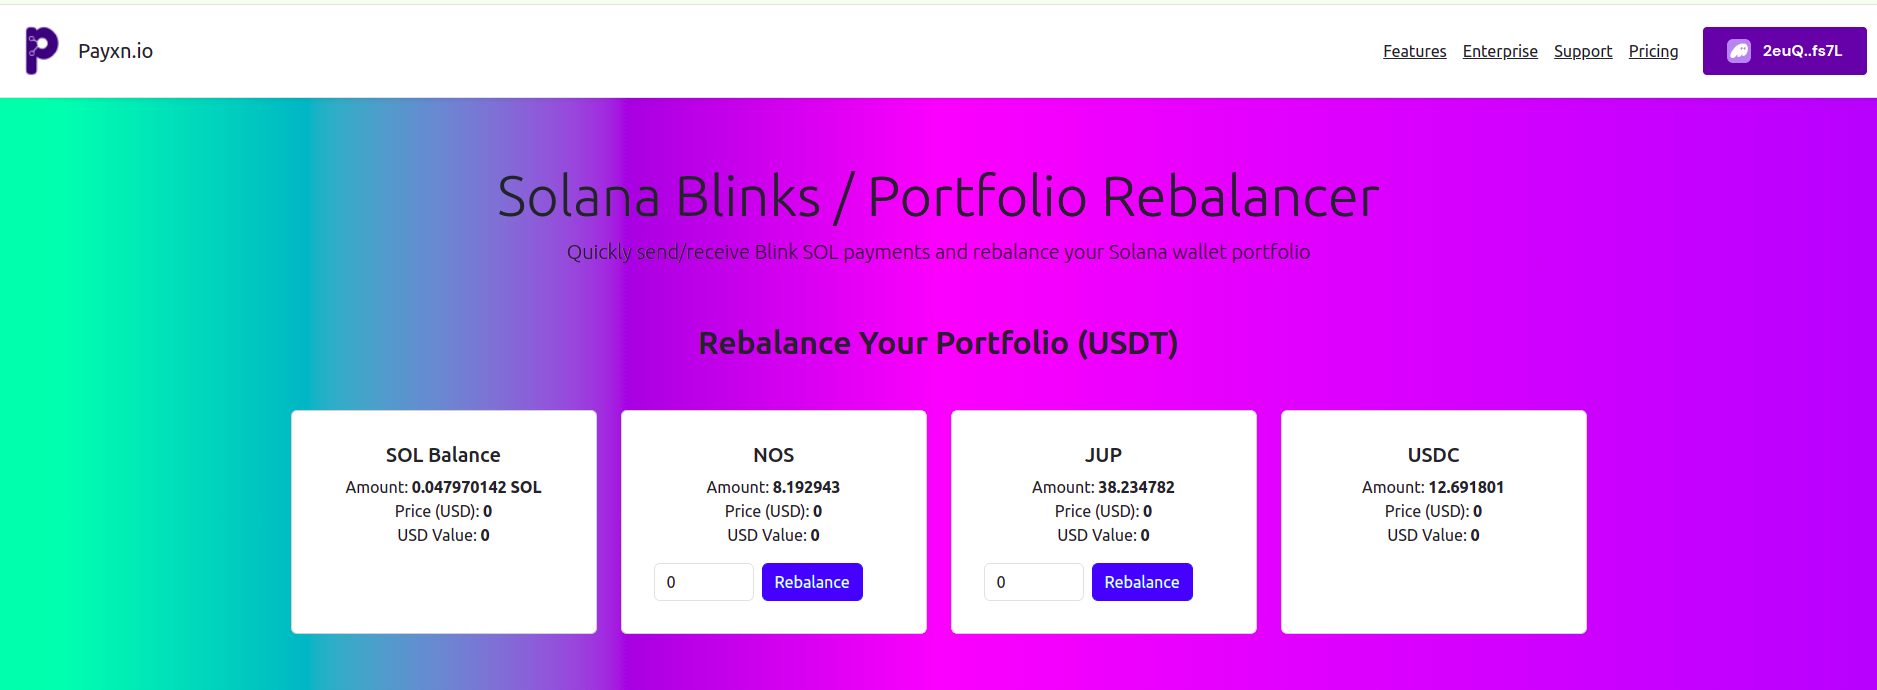 Payxn.io
Features Enterprise Support Pricing 2euQ..fs7L
Solana Blinks / Portfolio Rebalancer
Quickly send/receive Blink SOL payments and rebalance your Solana wallet portfolio
Rebalance Your Portfolio (USDT)
SOL Balance
Amount: 0.047970142 SOL
Price (USD): 0
USD Value: 0
NOS
Amount: 8.192943
Price (USD): 0
USD Value: 0
0 Rebalance
JUP
Amount: 38.234782
Price (USD): 0
USD Value: 0
0 Rebalance
USDC
Amount: 12.691801
Price (USD): 0
USD Value: 0